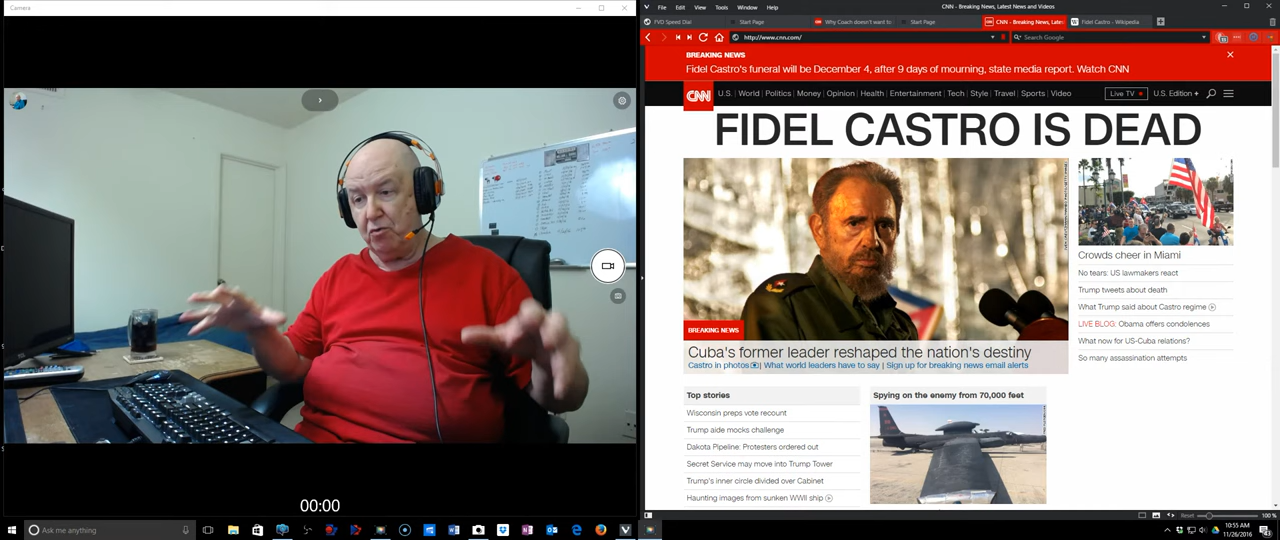 Camera
00:00
File Edit View Tools Window Help
CNN - Breaking News, Latest News and Videos
FVD Speed Dial
Start Page
Why Coach doesn't want to
Start Page
CNN - Breaking News, Lates
Fidel Castro - Wikipedia
http://www.cnn.com/
Search Google
BREAKING NEWS
Fidel Castro's funeral will be December 4, after 9 days of mourning, state media report. Watch CNN
CNN
U.S. World Politics Money Opinion Health Entertainment Tech Style Travel Sports Video
Live TV
U.S. Edition +
FIDEL CASTRO IS DEAD
BREAKING NEWS
Cuba's former leader reshaped the nation's destiny
Castro in photos | What world leaders have to say | Sign up for breaking news email alerts
Crowds cheer in Miami
No tears: US lawmakers react
Trump tweets about death
What Trump said about Castro regime
LIVE BLOG: Obama offers condolences
What now for US-Cuba relations?
So many assassination attempts
Top stories
Wisconsin preps vote recount
Trump aide mocks challenge
Dakota Pipeline: Protesters ordered out
Secret Service may move into Trump Tower
Trump's inner circle divided over Cabinet
Haunting images from sunken WWII ship
Spying on the enemy from 70,000 feet
Reset
100 %
Ask me anything
10:55 AM
11/26/2016